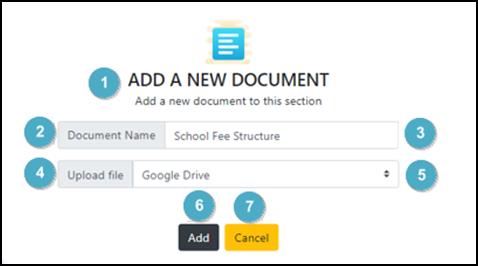 1 ADD A NEW DOCUMENT
Add a new document to this section
2 Document Name School Fee Structure 3
4 Upload file Google Drive 5
6 7
Add Cancel